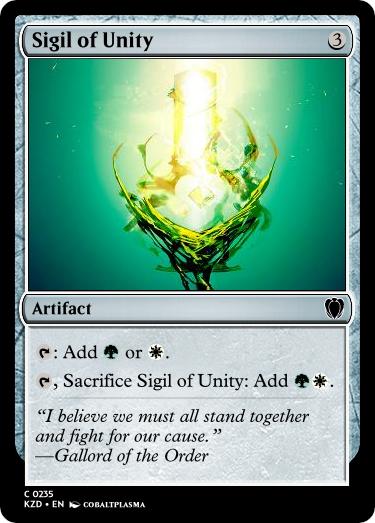 Sigil of Unity 3
Artifact
: Add or .
, Sacrifice Sigil of Unity: Add .
“I believe we must all stand together
and fight for our cause.”
—Gallord of the Order
C 0235
KZD • EN COBALTPLASMA